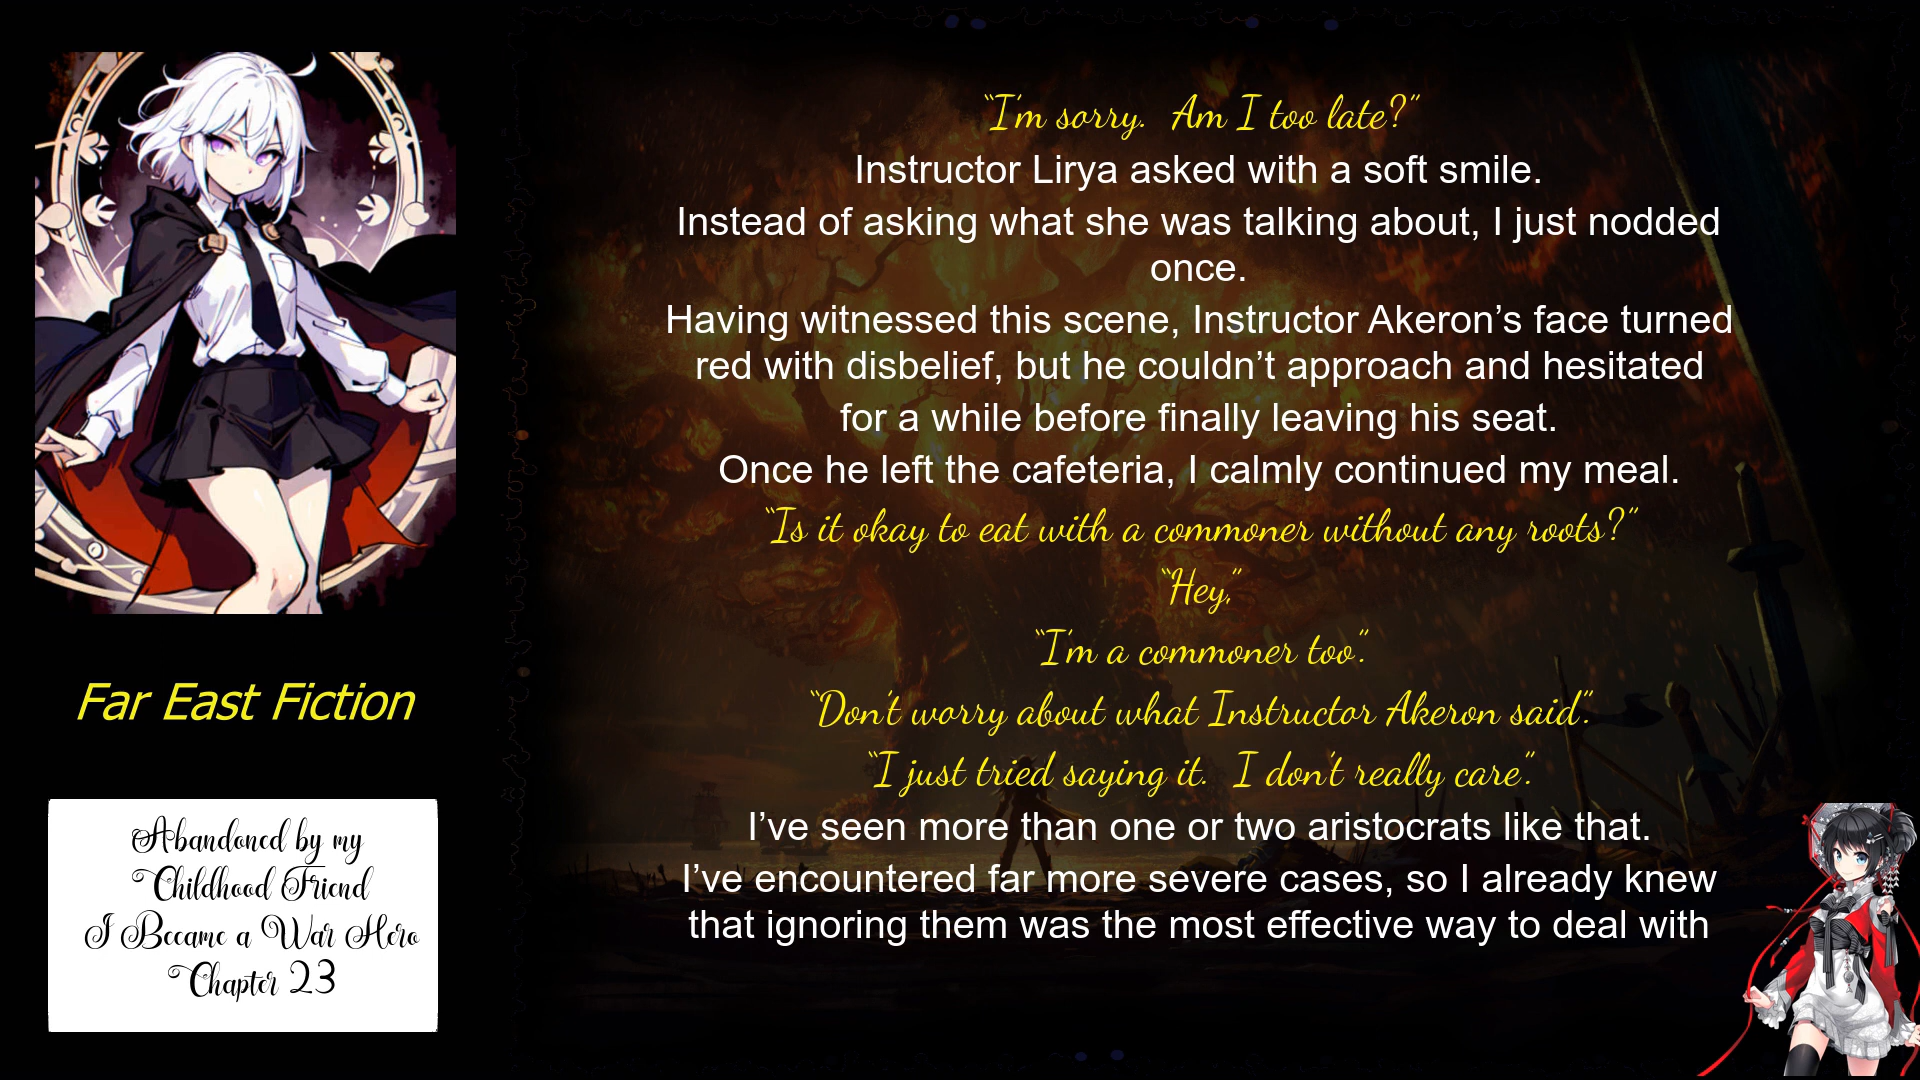 “I’m sorry.  Am I too late?”
Instructor Lirya asked with a soft smile.
Instead of asking what she was talking about, I just nodded
once.
Having witnessed this scene, Instructor Akeron’s face turned
red with disbelief, but he couldn’t approach and hesitated
for a while before finally leaving his seat.
Once he left the cafeteria, I calmly continued my meal.
“Is it okay to eat with a commoner without any roots?”
“Hey,”
“I’m a commoner too”.
“Don’t worry about what Instructor Akeron said”.
“I just tried saying it.  I don’t really care”.
I’ve seen more than one or two aristocrats like that.
I’ve encountered far more severe cases, so I already knew
that ignoring them was the most effective way to deal with
Far East Fiction
Abandoned by my
Childhood Friend
I Became a War Hero
Chapter 23